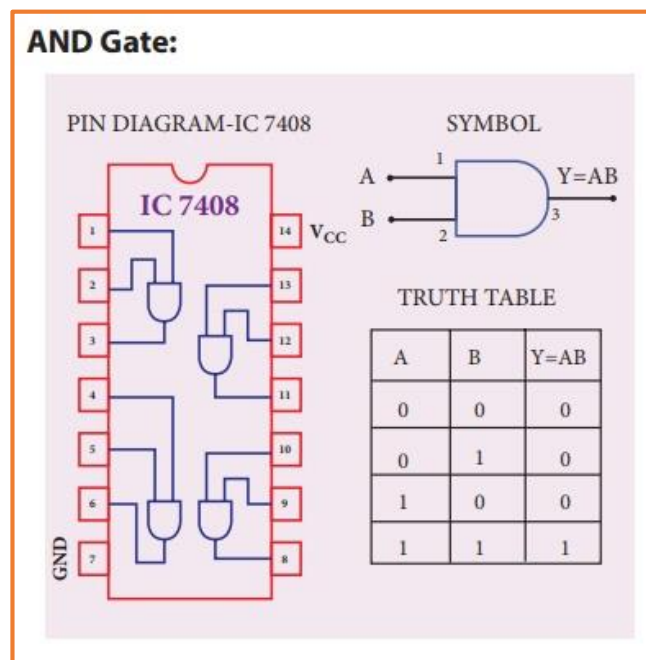 AND Gate:
PIN DIAGRAM-IC 7408
SYMBOL
IC 7408
1
2
3
4
5
6
7
GND
14
V_CC
13
12
11
10
9
8
A
B
1
2
3
Y=AB
TRUTH TABLE
A B Y=AB
0 0 0
0 1 0
1 0 0
1 1 1